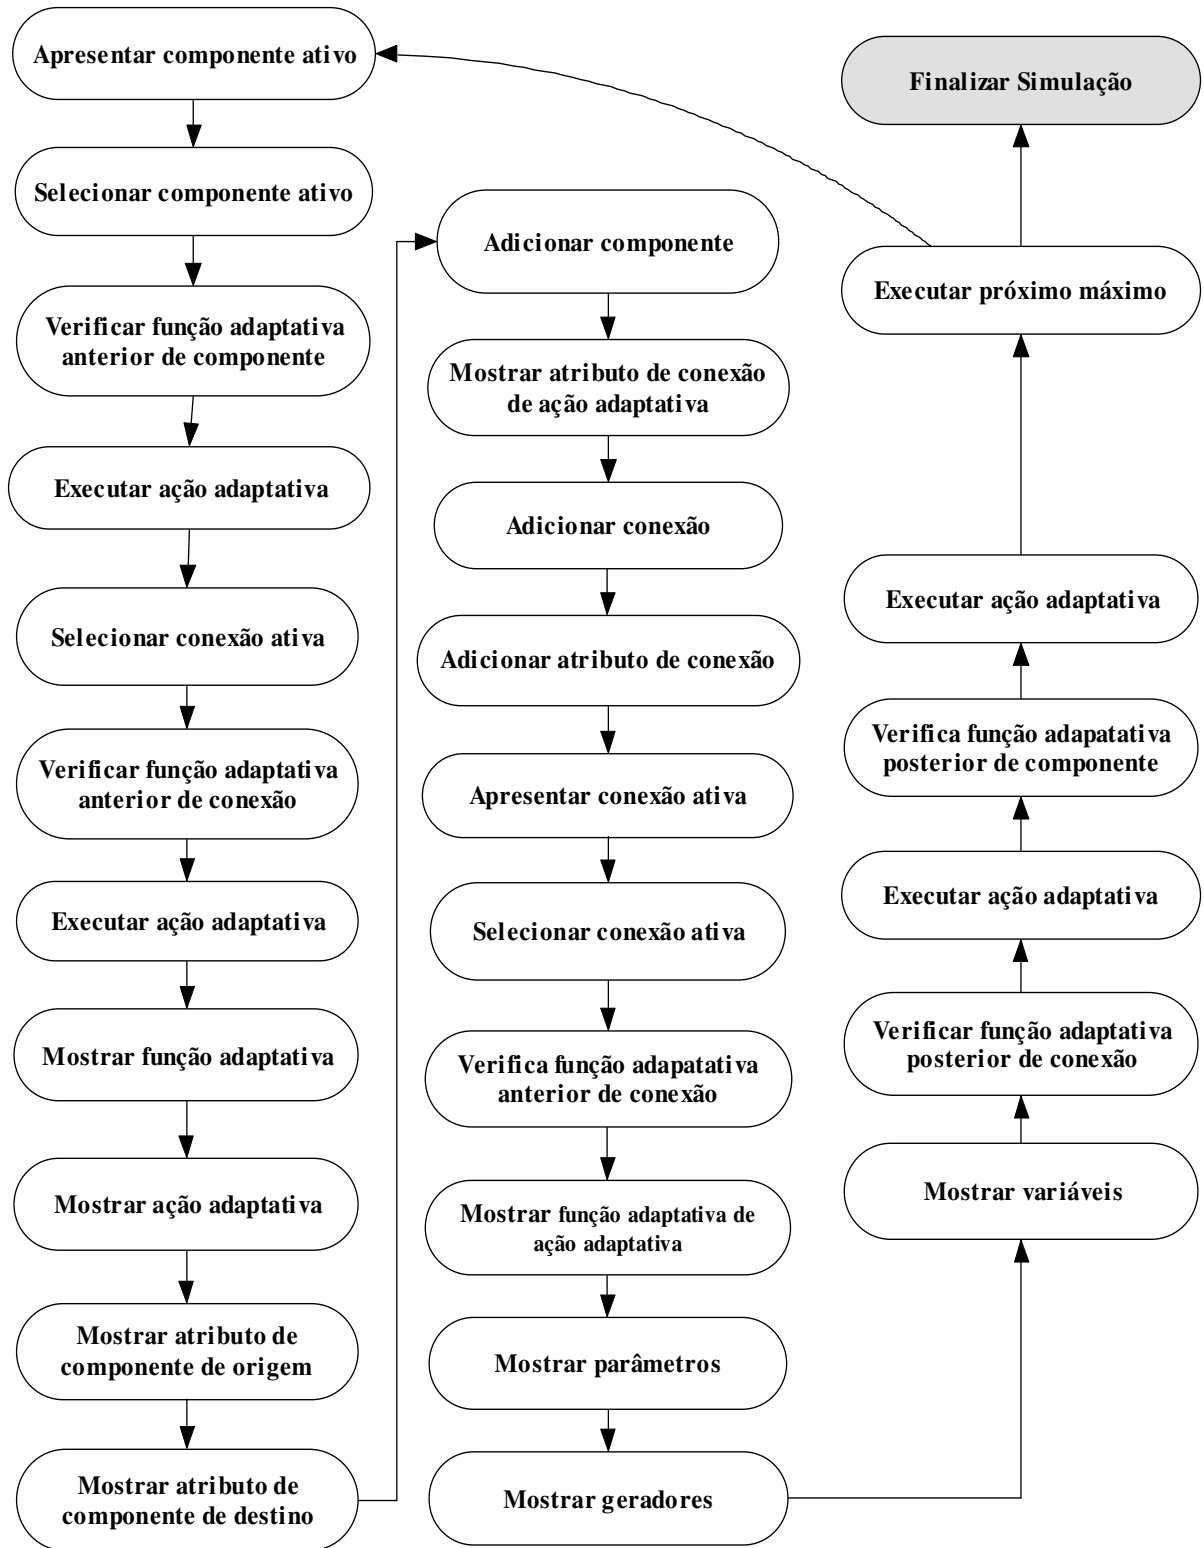 Apresentar componente ativo
Selecionar componente ativo
Verificar função adaptativa
anterior de componente
Executar ação adaptativa
Selecionar conexão ativa
Verificar função adaptativa
anterior de conexão
Executar ação adaptativa
Mostrar função adaptativa
Mostrar ação adaptativa
Mostrar atributo de
componente de origem
Mostrar atributo de
componente de destino
Adicionar componente
Mostrar atributo de conexão
de ação adaptativa
Adicionar conexão
Adicionar atributo de conexão
Apresentar conexão ativa
Selecionar conexão ativa
Verifica função adapatativa
anterior de conexão
Mostrar função adaptativa de
ação adaptativa
Mostrar parâmetros
Mostrar geradores
Mostrar variáveis
Verificar função adaptativa
posterior de conexão
Executar ação adaptativa
Verifica função adapatativa
posterior de componente
Executar ação adaptativa
Executar próximo máximo
Finalizar Simulação